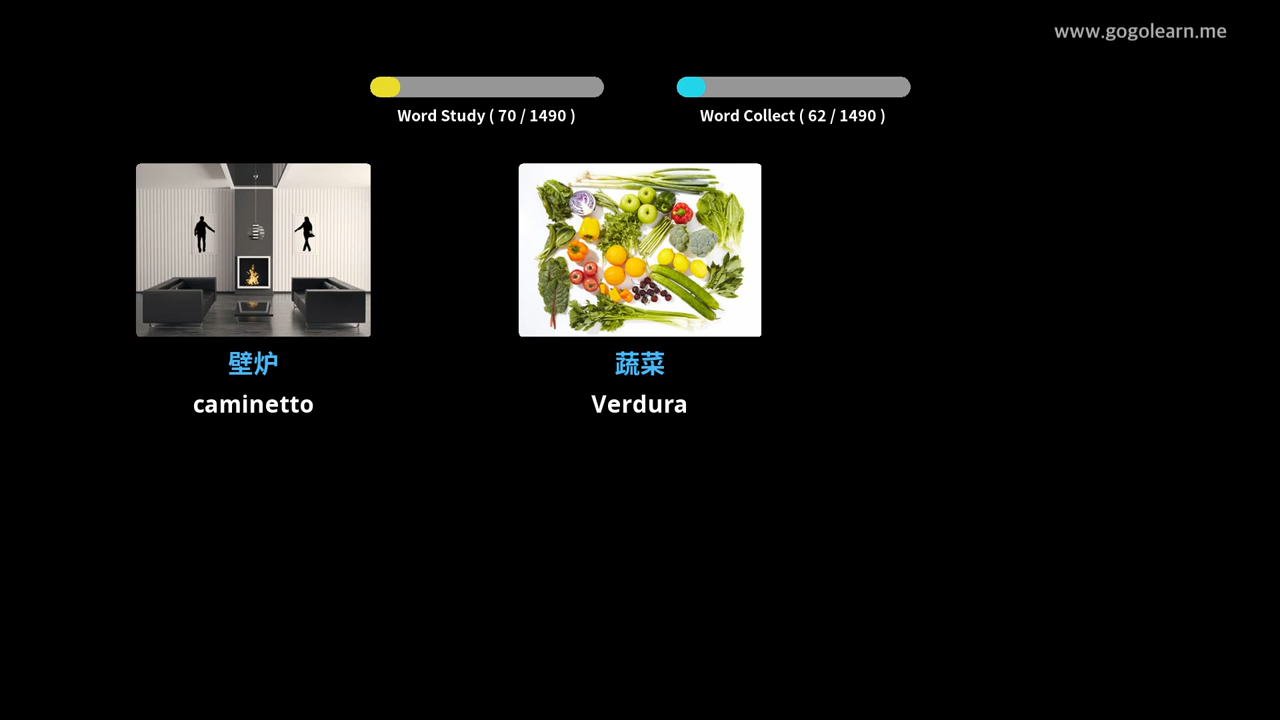 www.gogolearn.me
Word Study ( 70 / 1490 )
Word Collect ( 62 / 1490 )
壁炉
caminetto
蔬菜
Verdura